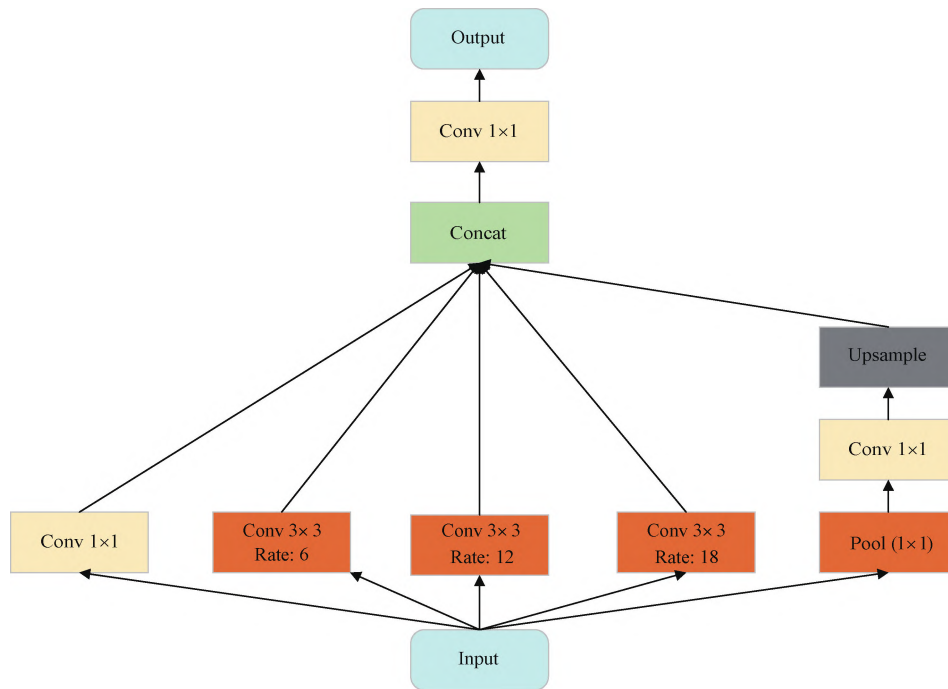 Output
Conv 1×1
Concat
Upsample
Conv 1×1
Conv 1×1
Conv 3× 3
Rate: 6
Conv 3× 3
Rate: 12
Conv 3× 3
Rate: 18
Pool (1×1)
Input